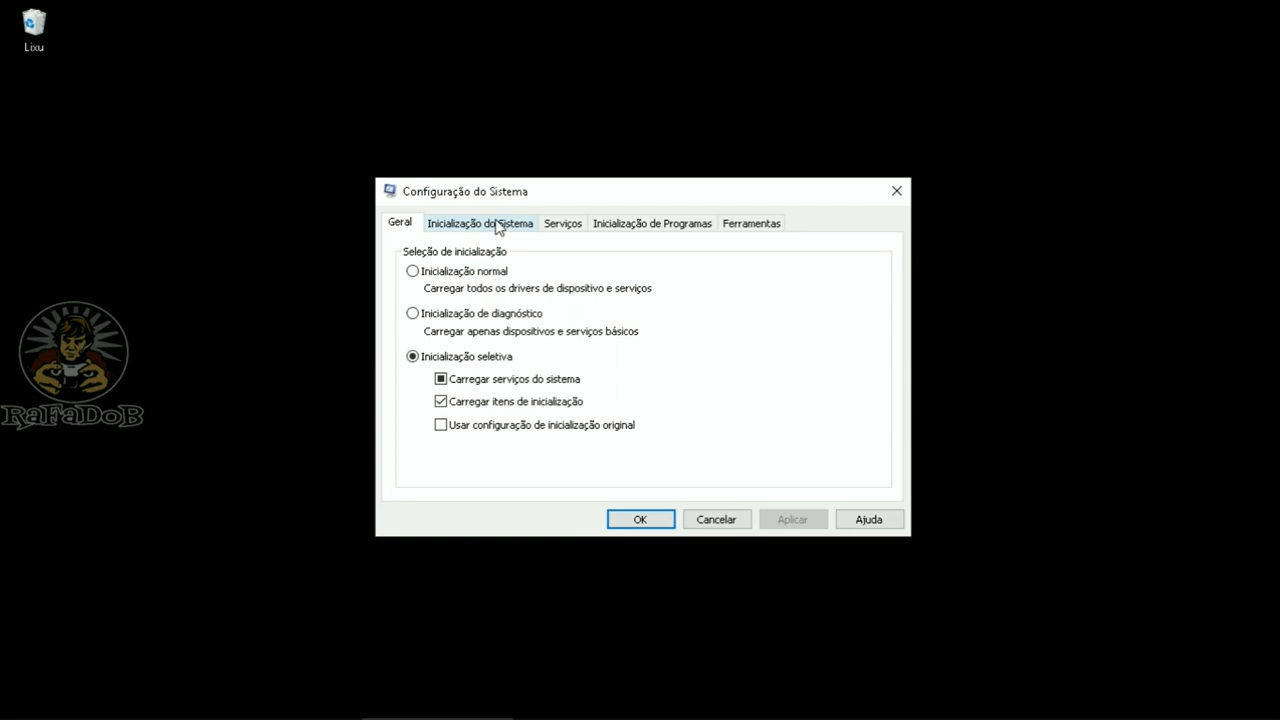 Lixu
Configuração do Sistema
Geral
Inicialização do Sistema
Serviços
Inicialização de Programas
Ferramentas
Seleção de inicialização
Inicialização normal
Carregar todos os drivers de dispositivo e serviços
Inicialização de diagnóstico
Carregar apenas dispositivos e serviços básicos
Inicialização seletiva
Carregar serviços do sistema
Carregar itens de inicialização
Usar configuração de inicialização original
RaFaDoB
OK
Cancelar
Aplicar
Ajuda